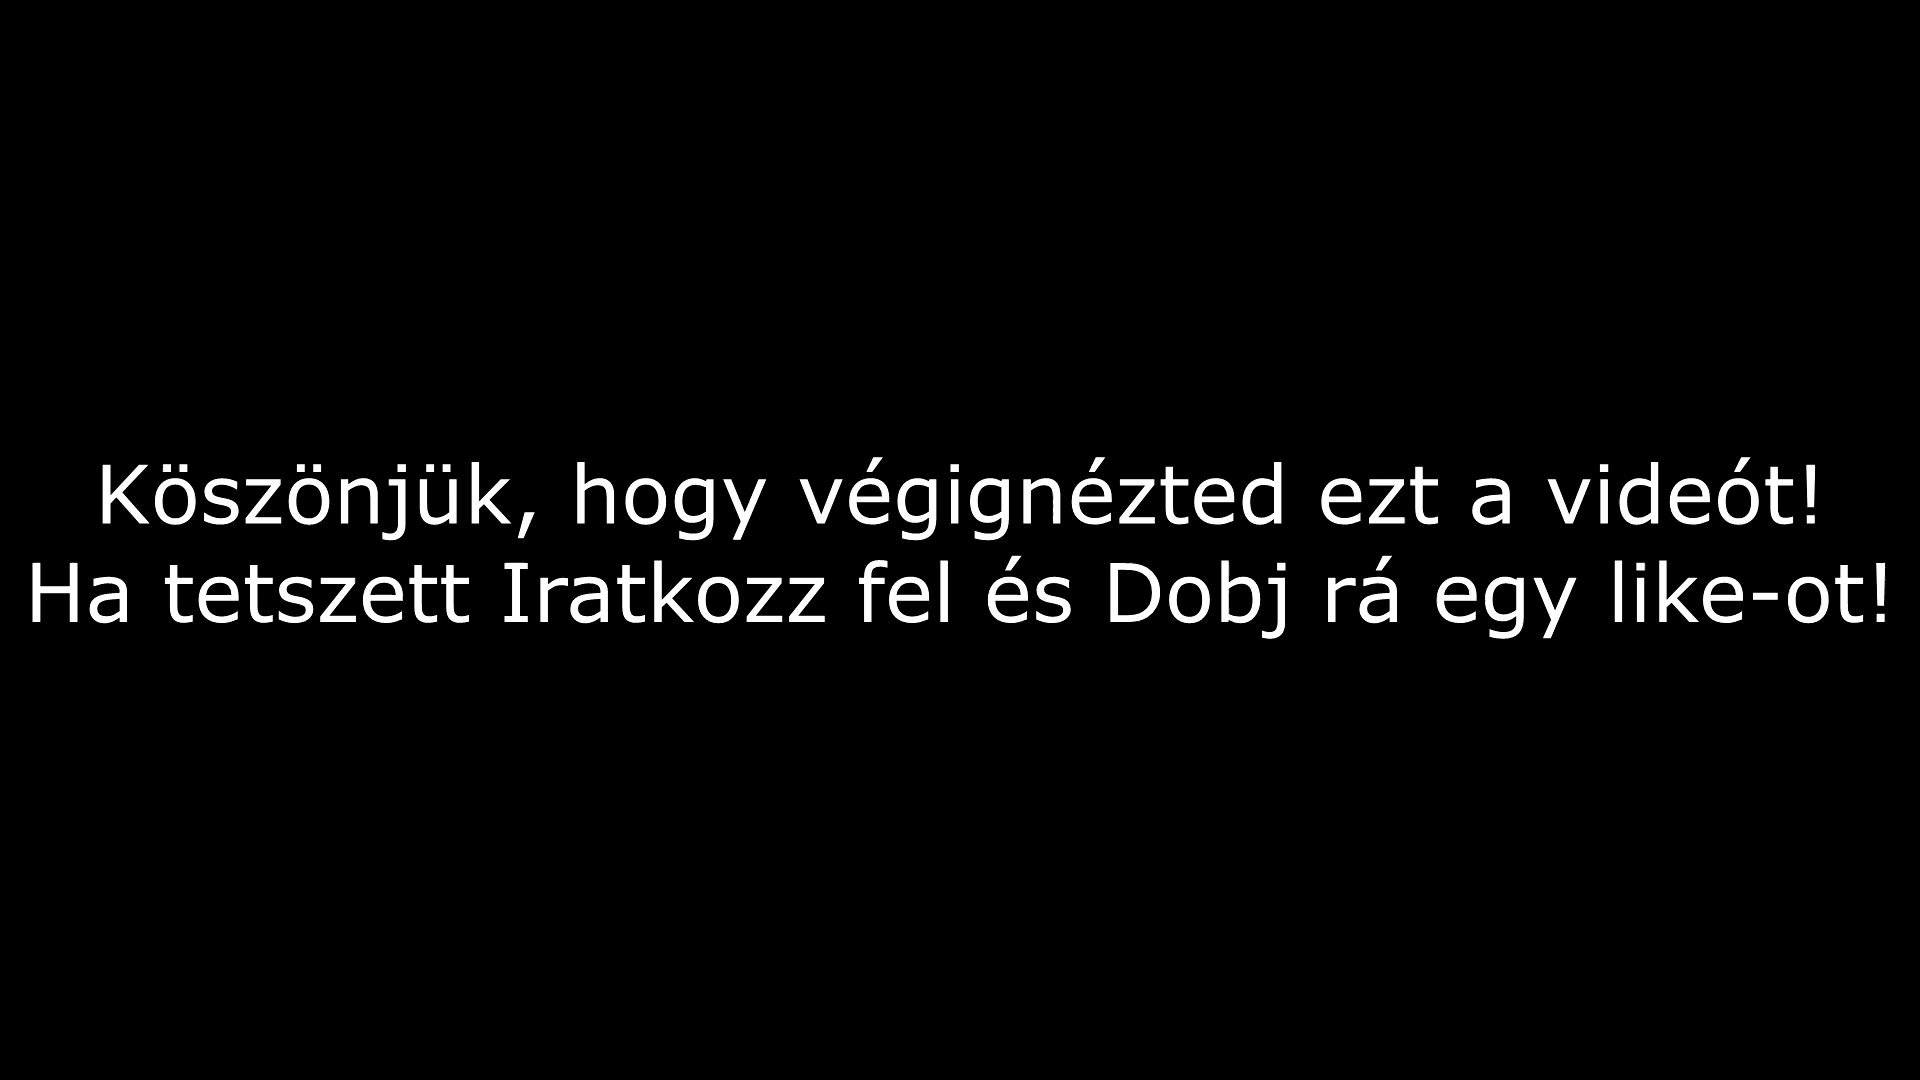 Köszönjük, hogy végignézted ezt a videót!
Ha tetszett Iratkozz fel és Dobj rá egy like-ot!